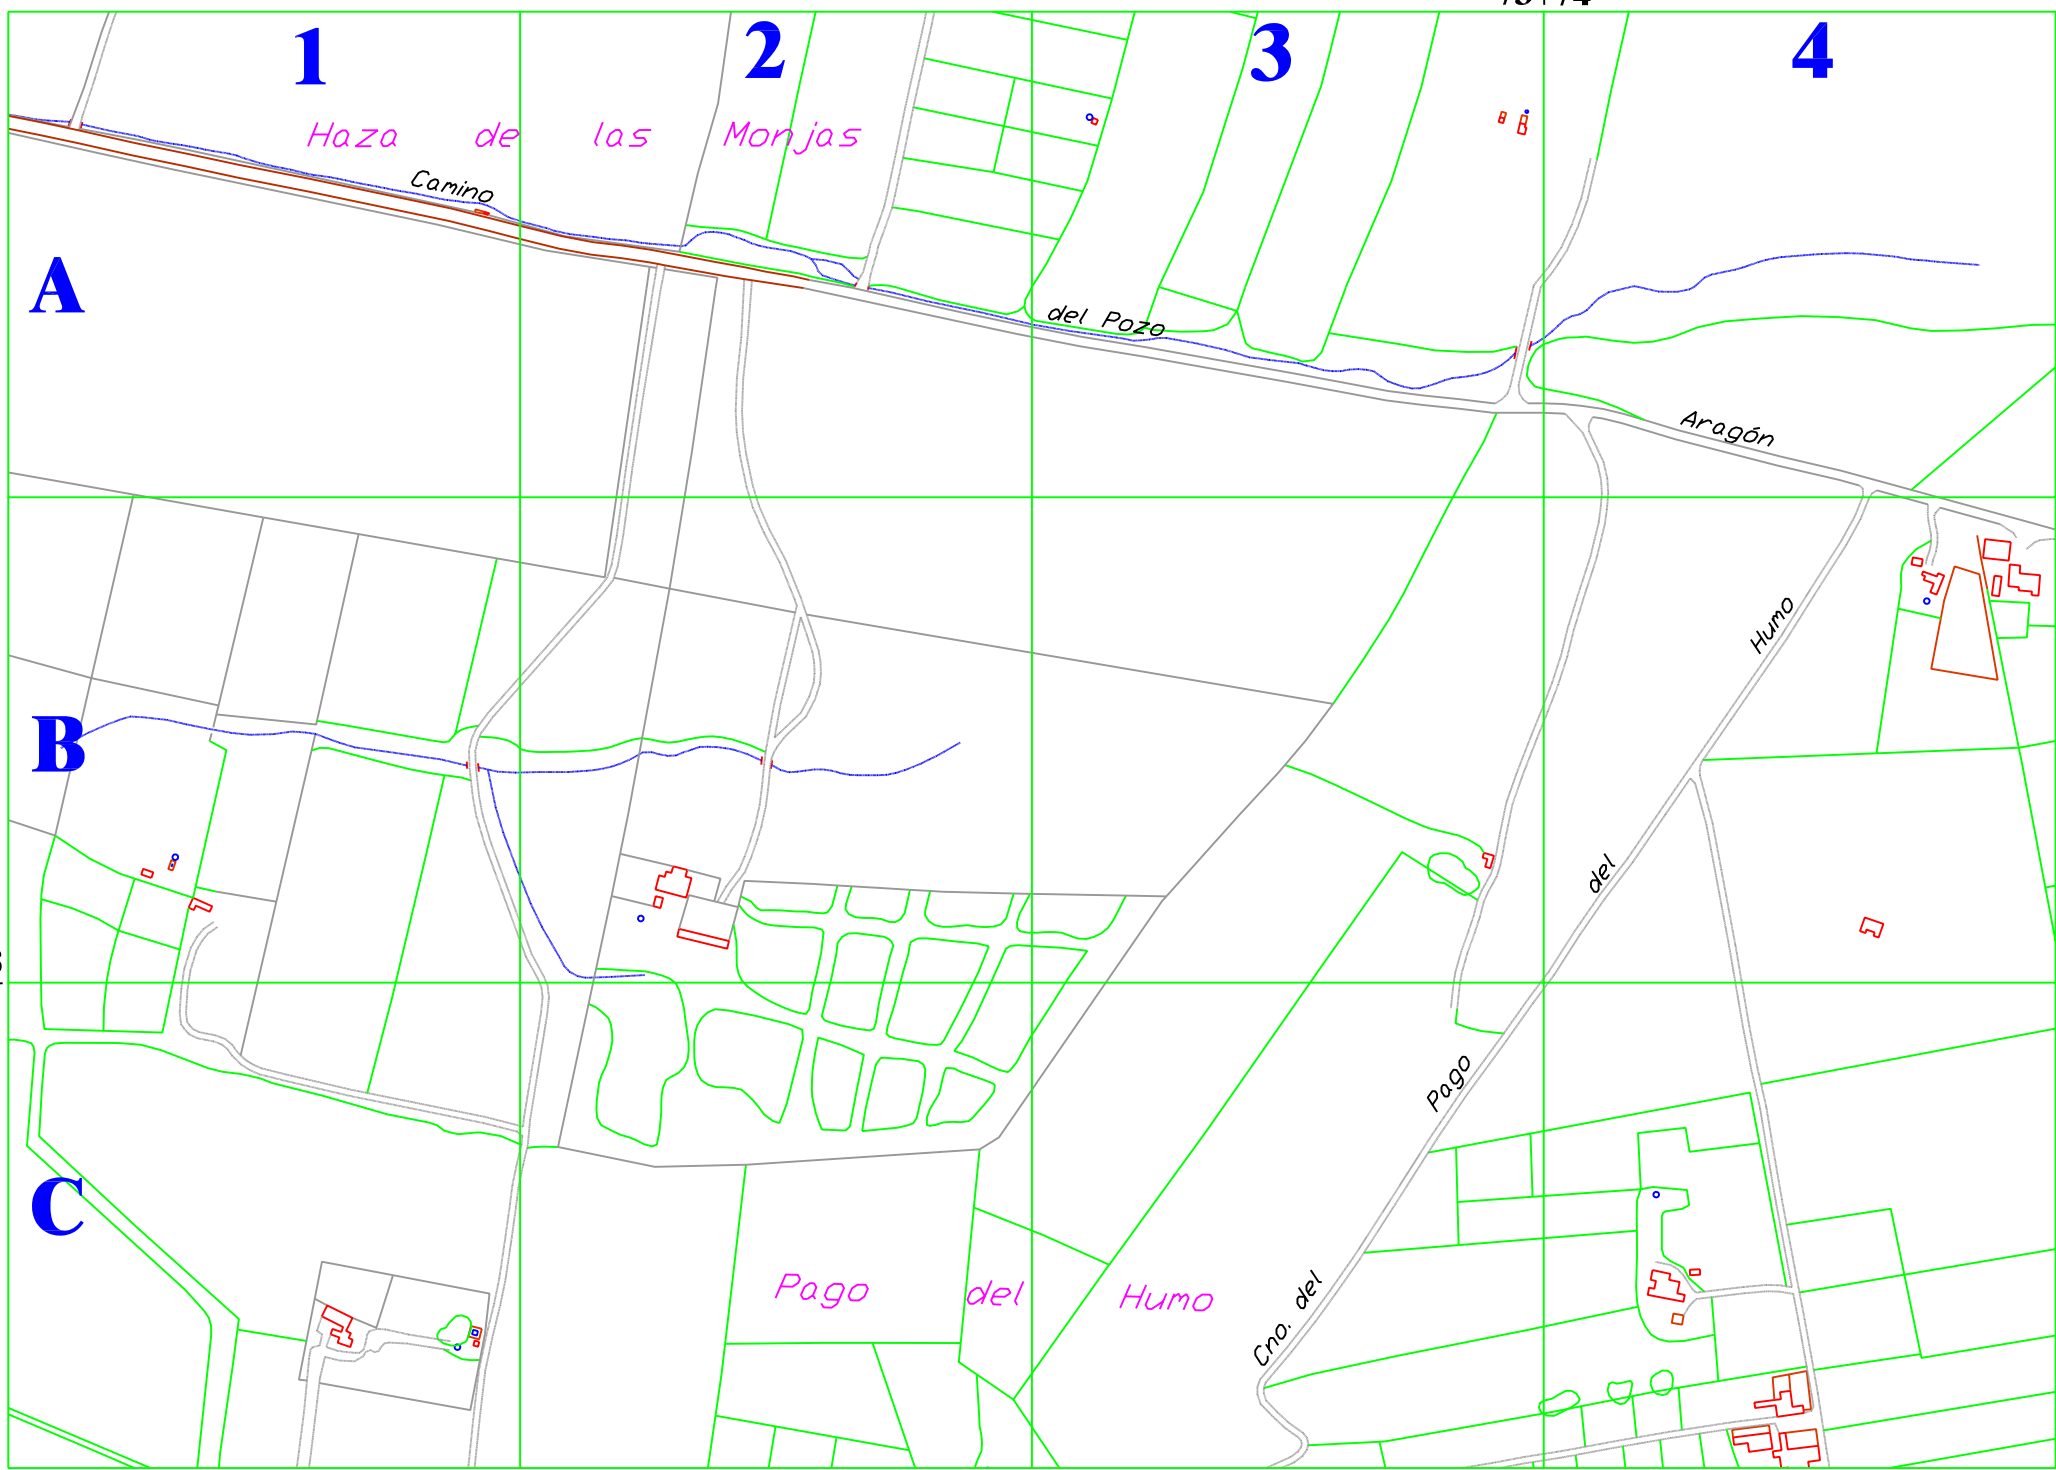 1 2 3 4
Haza de las Monjas
Camino
A
del Pozo
Aragón
Humo
B
del
Pago
C
Pago del Humo
Cno. del